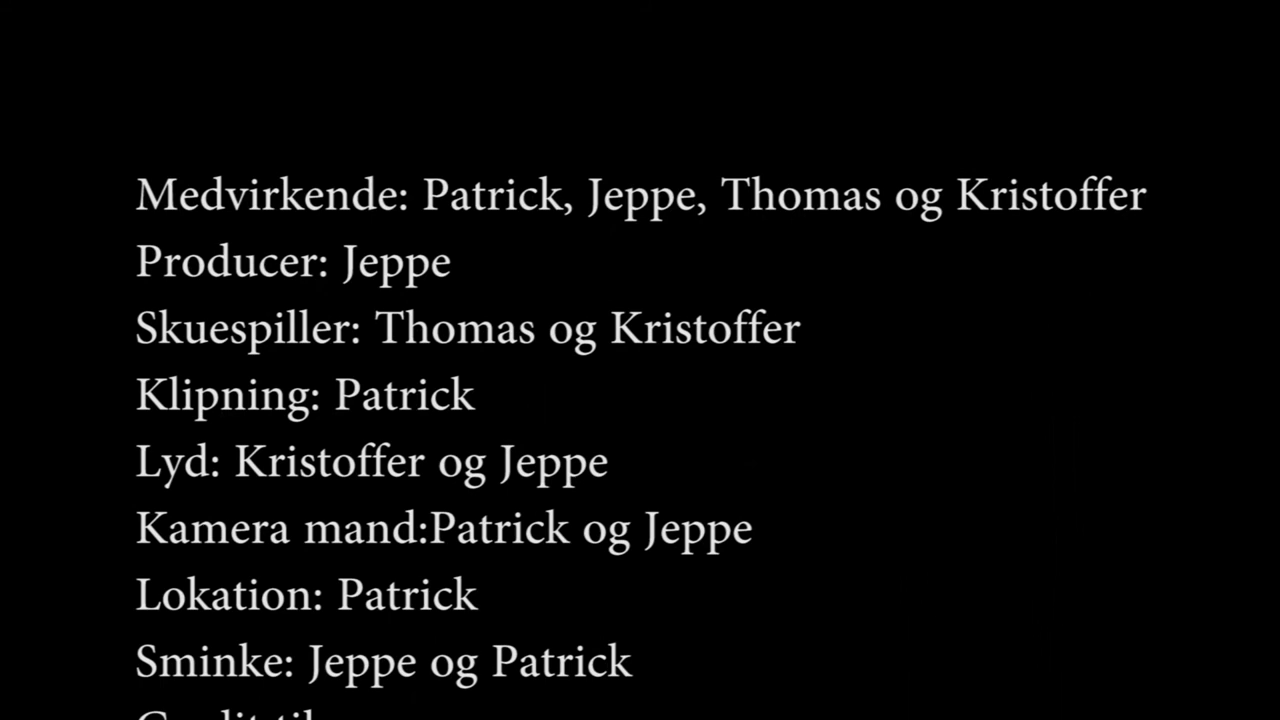 Medvirkende: Patrick, Jeppe, Thomas og Kristoffer
Producer: Jeppe
Skuespiller: Thomas og Kristoffer
Klipning: Patrick
Lyd: Kristoffer og Jeppe
Kamera mand:Patrick og Jeppe
Lokation: Patrick
Sminke: Jeppe og Patrick